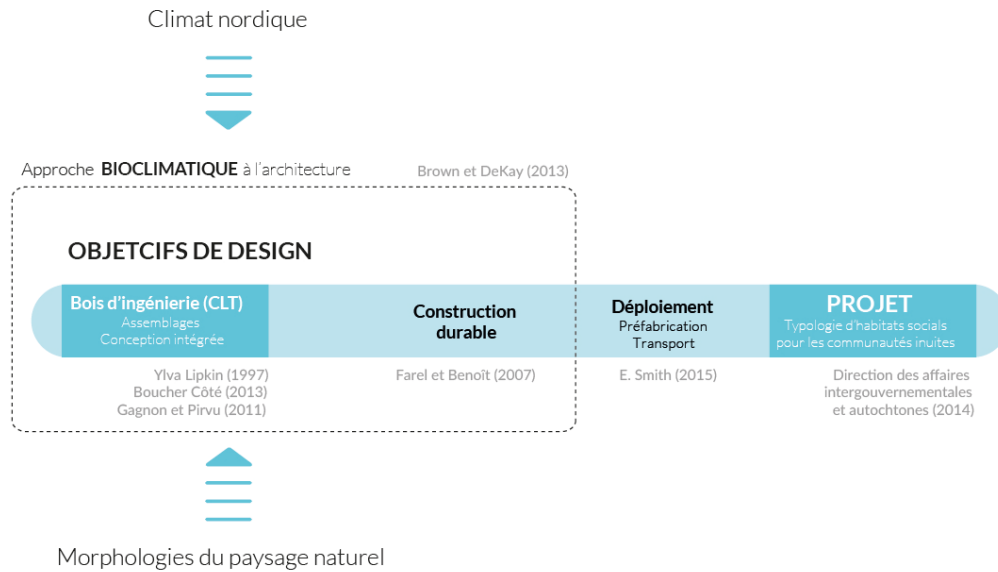 Climat nordique
Approche BIOCLIMATIQUE à l'architecture
Brown et DeKay (2013)
OBJETCIFS DE DESIGN
Bois d'ingénierie (CLT)
Assemblages
Conception intégrée
Construction
durable
Déploiement
Préfabrication
Transport
PROJET
Typologie d'habitats socials
pour les communautés inuites
Ylva Lipkin (1997)
Boucher Côté (2013)
Gagnon et Pirvu (2011)
Farel et Benoît (2007)
E. Smith (2015)
Direction des affaires
intergouvernementales
et autochtones (2014)
Morphologies du paysage naturel